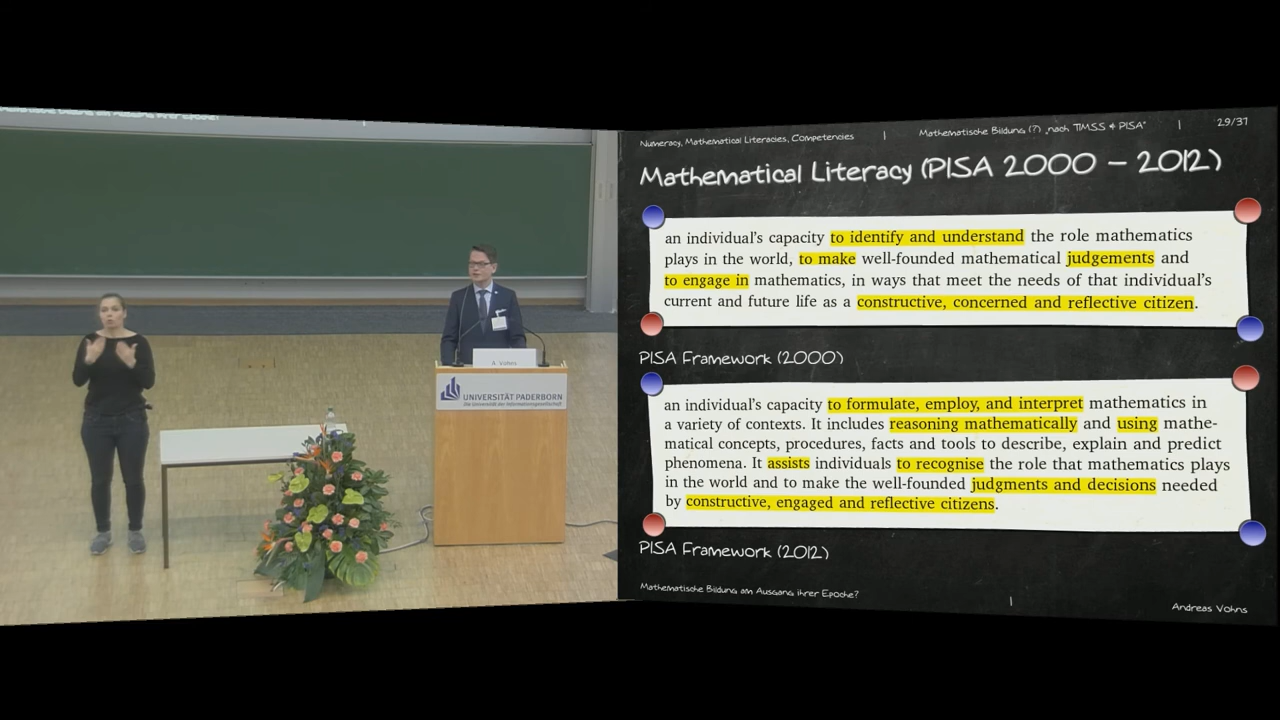 A. Vohns
UNIVERSITÄT PADERBORN
Die Universität der Informationsgesellschaft
Numeracy, Mathematical Literacies, Competencies | Mathematische Bildung (?) „nach TIMSS & PISA“ | 29/37
Mathematical Literacy (PISA 2000 – 2012)
an individual's capacity to identify and understand the role mathematics
plays in the world, to make well-founded mathematical judgements and
to engage in mathematics, in ways that meet the needs of that individual's
current and future life as a constructive, concerned and reflective citizen.
PISA Framework (2000)
an individual's capacity to formulate, employ, and interpret mathematics in
a variety of contexts. It includes reasoning mathematically and using mathe-
matical concepts, procedures, facts and tools to describe, explain and predict
phenomena. It assists individuals to recognise the role that mathematics plays
in the world and to make the well-founded judgments and decisions needed
by constructive, engaged and reflective citizens.
PISA Framework (2012)
Mathematische Bildung am Ausgang ihrer Epoche? | Andreas Vohns